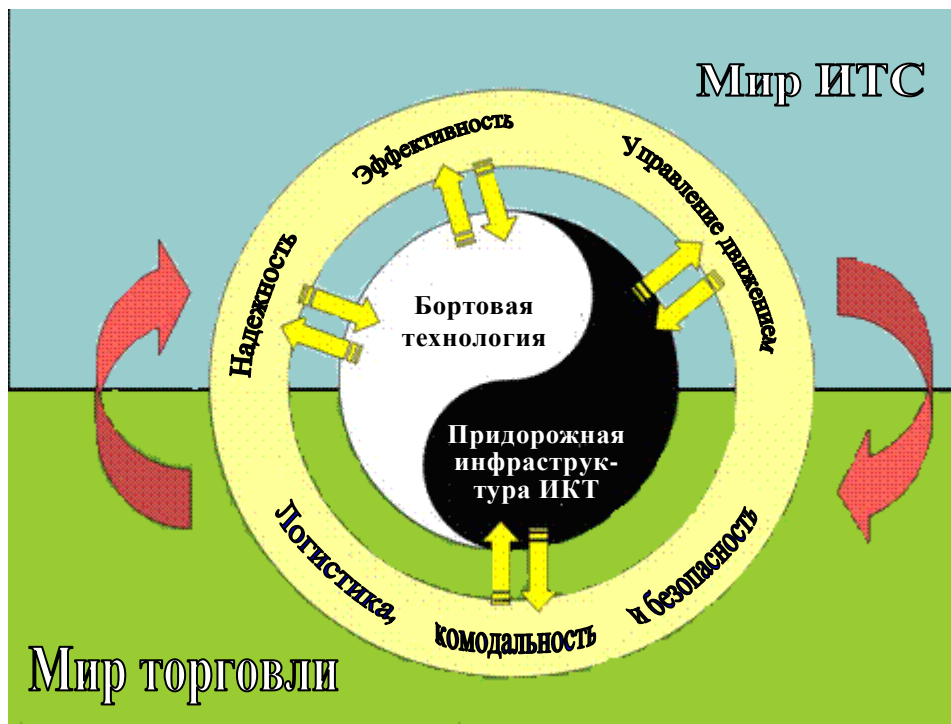 Мир ИТС
Эффективность
Управление движением
Надежность
Бортовая
технология
Придорожная
инфраструк-
тура ИКТ
Логистика,
комодальность
и безопасность
Мир торговли